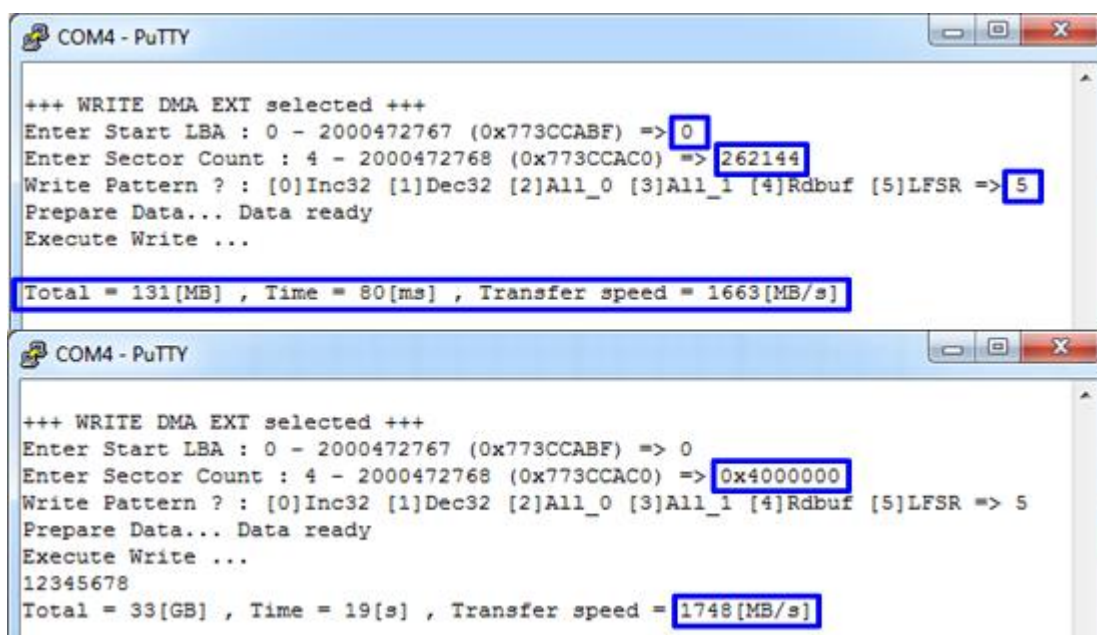 COM4 - PuTTY
+++ WRITE DMA EXT selected +++
Enter Start LBA : 0 - 2000472767 (0x773CCABF) => 0
Enter Sector Count : 4 - 2000472768 (0x773CCAC0) => 262144
Write Pattern ? : [0]Inc32 [1]Dec32 [2]All_0 [3]All_1 [4]Rdbuf [5]LFSR => 5
Prepare Data... Data ready
Execute Write ...
Total = 131[MB] , Time = 80[ms] , Transfer speed = 1663[MB/s]
COM4 - PuTTY
+++ WRITE DMA EXT selected +++
Enter Start LBA : 0 - 2000472767 (0x773CCABF) => 0
Enter Sector Count : 4 - 2000472768 (0x773CCAC0) => 0x4000000
Write Pattern ? : [0]Inc32 [1]Dec32 [2]All_0 [3]All_1 [4]Rdbuf [5]LFSR => 5
Prepare Data... Data ready
Execute Write ...
12345678
Total = 33[GB] , Time = 19[s] , Transfer speed = 1748[MB/s]